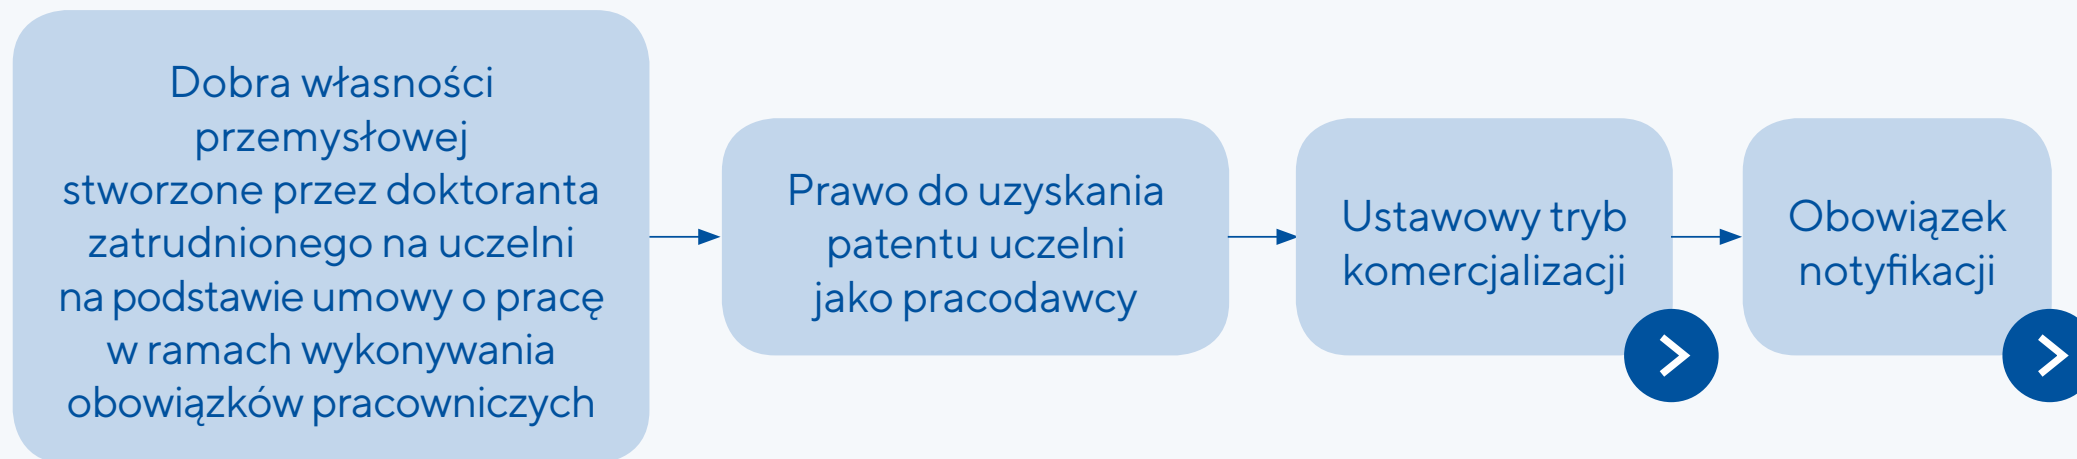 Dobra własności
przemysłowej
stworzone przez doktoranta
zatrudnionego na uczelni
na podstawie umowy o pracę
w ramach wykonywania
obowiązków pracowniczych
Prawo do uzyskania
patentu uczelni
jako pracodawcy
Ustawowy tryb
komercjalizacji
Obowiązek
notyfikacji